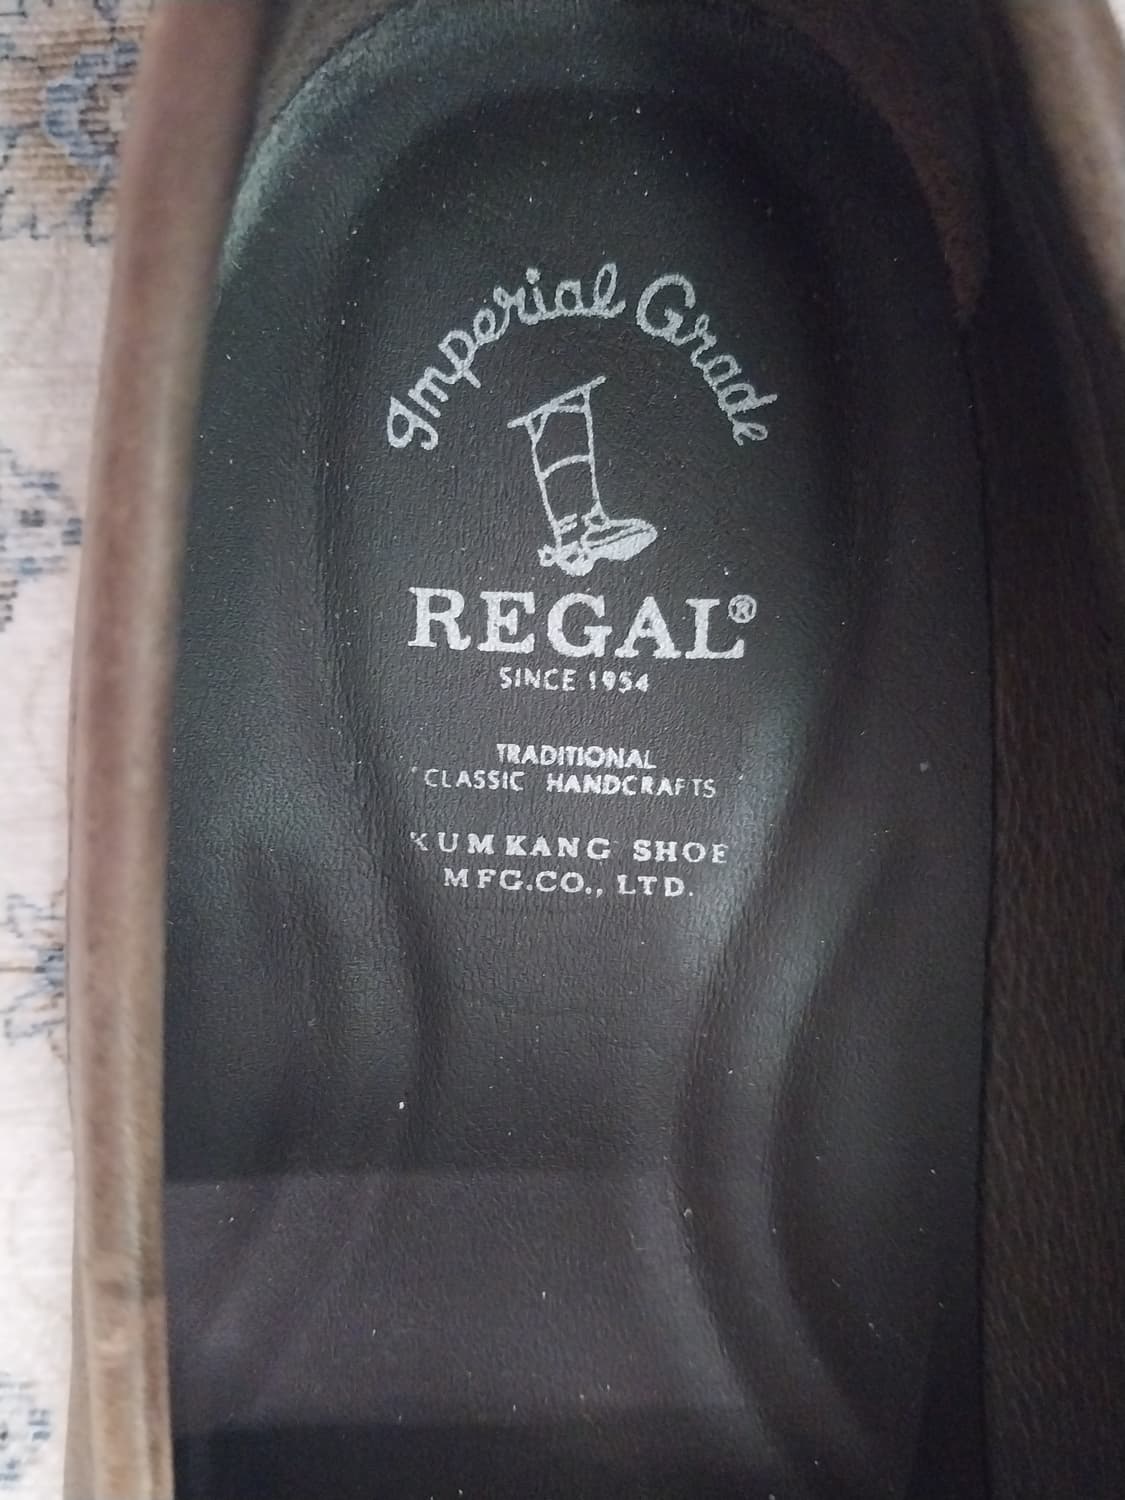 Imperial Grade
REGAL®
SINCE 1954
TRADITIONAL
CLASSIC HANDCRAFTS
KUMKANG SHOE
MFG.CO., LTD.